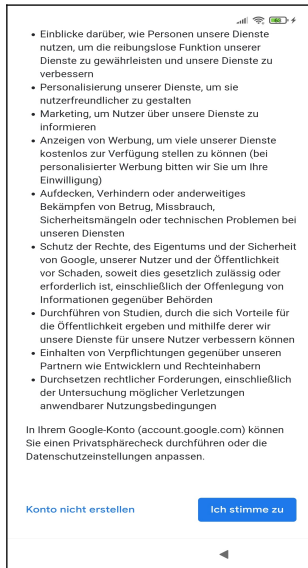 60
• Einblicke darüber, wie Personen unsere Dienste
nutzen, um die reibungslose Funktion unserer
Dienste zu gewährleisten und unsere Dienste zu
verbessern
• Personalisierung unserer Dienste, um sie
nutzerfreundlicher zu gestalten
• Marketing, um Nutzer über unsere Dienste zu
informieren
• Anzeigen von Werbung, um viele unserer Dienste
kostenlos zur Verfügung stellen zu können (bei
personalisierter Werbung bitten wir Sie um Ihre
Einwilligung)
• Aufdecken, Verhindern oder anderweitiges
Bekämpfen von Betrug, Missbrauch,
Sicherheitsmängeln oder technischen Problemen bei
unseren Diensten
• Schutz der Rechte, des Eigentums und der Sicherheit
von Google, unserer Nutzer und der Öffentlichkeit
vor Schaden, soweit dies gesetzlich zulässig oder
erforderlich ist, einschließlich der Offenlegung von
Informationen gegenüber Behörden
• Durchführen von Studien, durch die sich Vorteile für
die Öffentlichkeit ergeben und mithilfe derer wir
unsere Dienste für unsere Nutzer verbessern können
• Einhalten von Verpflichtungen gegenüber unseren
Partnern wie Entwicklern und Rechteinhabern
• Durchsetzen rechtlicher Forderungen, einschließlich
der Untersuchung möglicher Verletzungen
anwendbarer Nutzungsbedingungen
In Ihrem Google-Konto (account.google.com) können
Sie einen Privatsphärecheck durchführen oder die
Datenschutzeinstellungen anpassen.
Konto nicht erstellen
Ich stimme zu